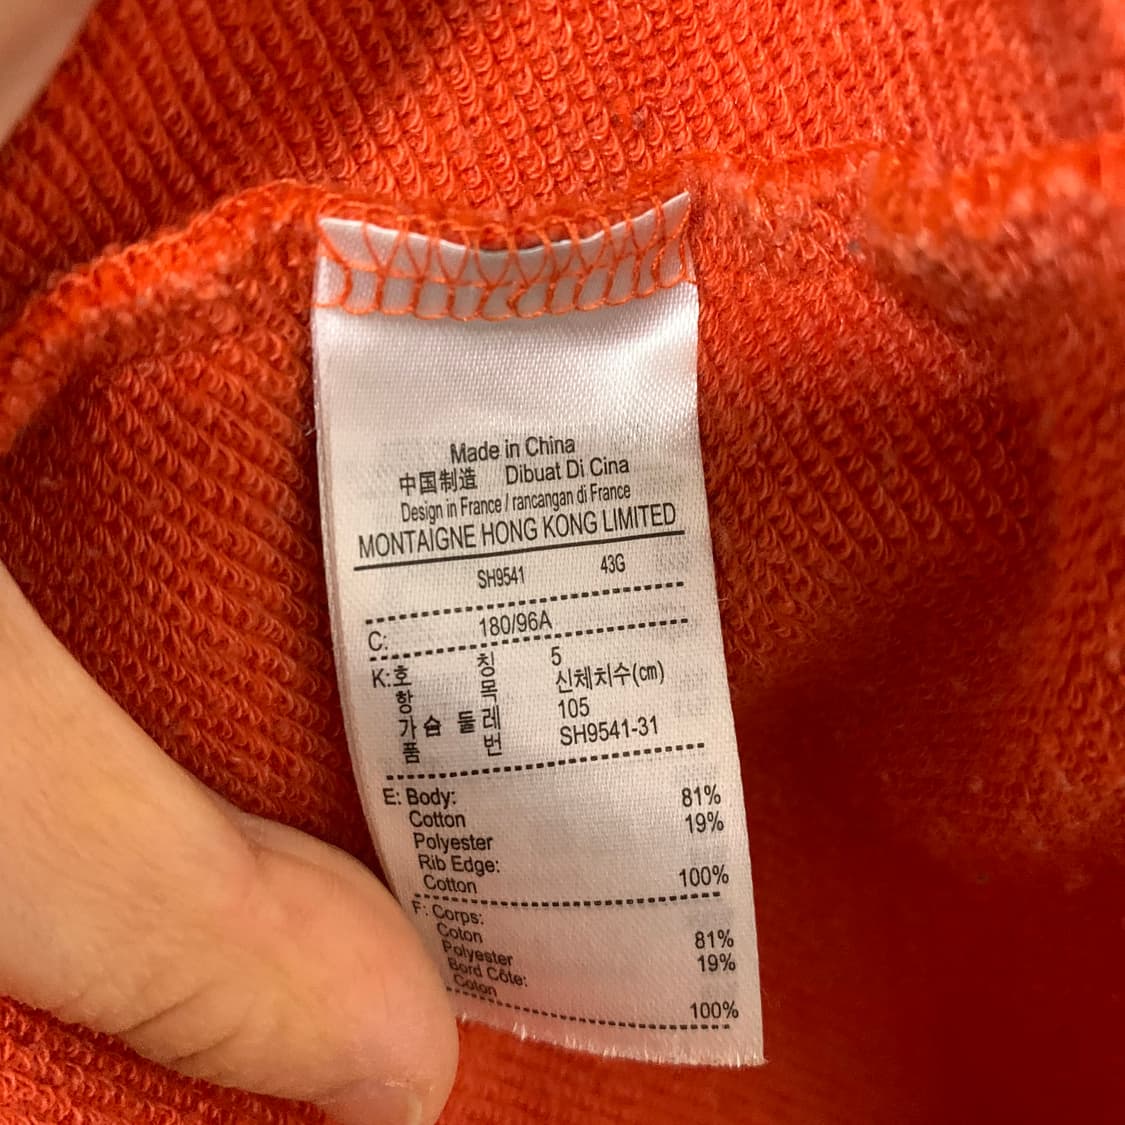 Made in China
中国制造 Dibuat Di Cina
Design in France / rancangan di France
MONTAIGNE HONG KONG LIMITED
SH9541 43G
C: 180/96A
K:호 칭 5
항 목 신체치수(cm)
가 슴 둘 레 105
품 번 SH9541-31
E: Body: 81%
Cotton 19%
Polyester
Rib Edge:
Cotton 100%
F: Corps:
Coton 81%
Polyester 19%
Bord Côte:
Coton 100%